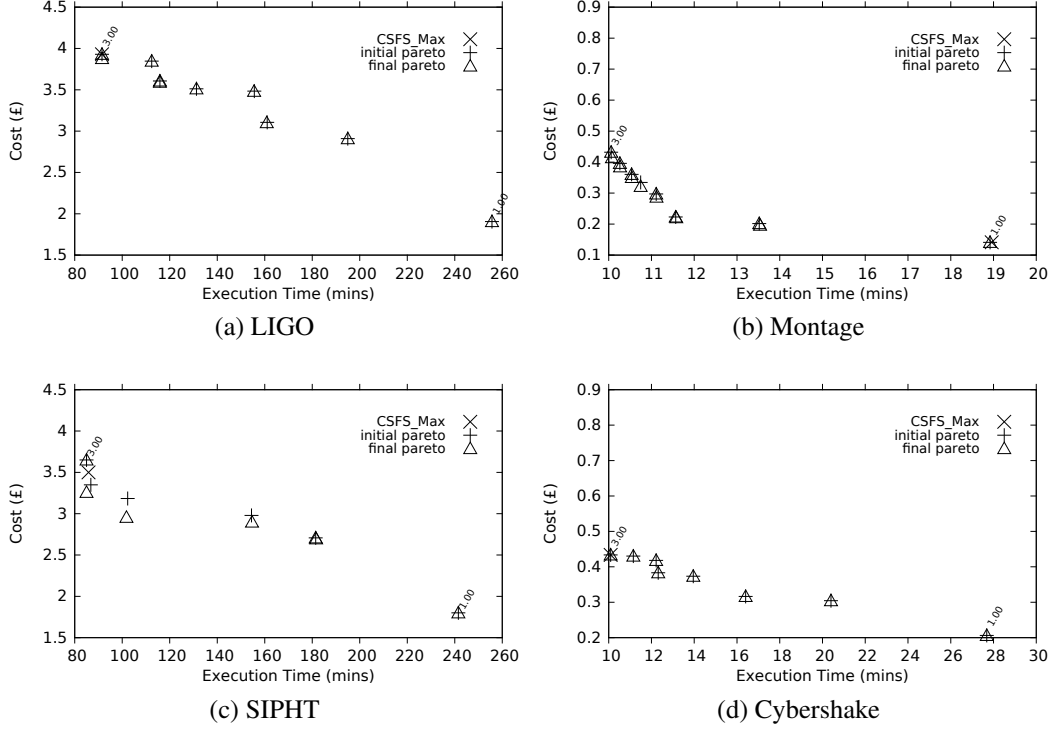 4.5
4
3.5
3
2.5
2
1.5
80 100 120 140 160 180 200 220 240 260
Cost (£)
Execution Time (mins)
CSFS_Max
initial pareto
final pareto
3.00
1.00
(a) LIGO
0.9
0.8
0.7
0.6
0.5
0.4
0.3
0.2
0.1
10 11 12 13 14 15 16 17 18 19 20
Cost (£)
Execution Time (mins)
CSFS_Max
initial pareto
final pareto
3.00
1.00
(b) Montage
4.5
4
3.5
3
2.5
2
1.5
80 100 120 140 160 180 200 220 240 260
Cost (£)
Execution Time (mins)
CSFS_Max
initial pareto
final pareto
3.00
1.00
(c) SIPHT
0.9
0.8
0.7
0.6
0.5
0.4
0.3
0.2
10 12 14 16 18 20 22 24 26 28 30
Cost (£)
Execution Time (mins)
CSFS_Max
initial pareto
final pareto
3.00
1.00
(d) Cybershake